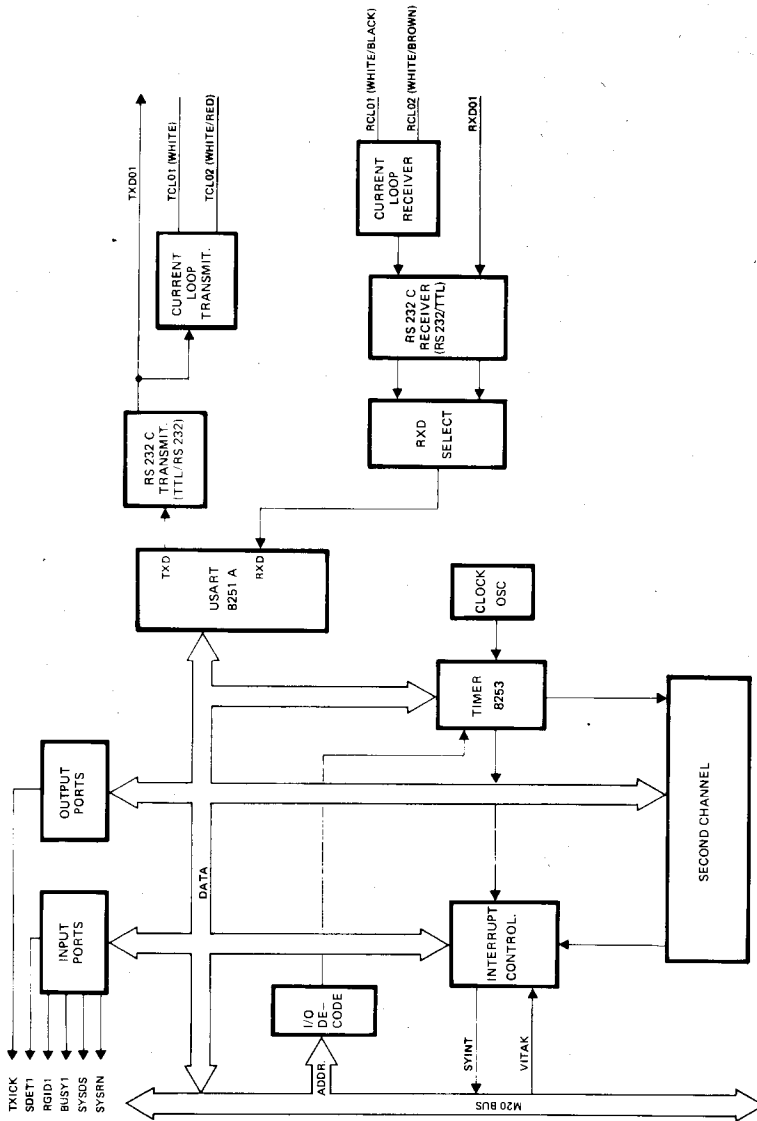 TXICK
SDET1
RGID1
BUSY1
SYSDS
SYSRN
INPUT
PORTS
OUTPUT
PORTS
DATA
M20 BUS
ADDR.
I/O
DE-
CODE
SYINT
VITAK
INTERRUPT
CONTROL.
SECOND CHANNEL
TIMER
8253
CLOCK
OSC
USART
8251 A
TXD
RXD
RS 232 C
TRANSMIT.
(TTL/RS 232)
CURRENT
LOOP
TRANSMIT.
TXD01
TCL01 (WHITE)
TCL02 (WHITE/RED)
RXD
SELECT
RS 232 C
RECEIVER
(RS 232/TTL)
CURRENT
LOOP
RECEIVER
RCL01 (WHITE/BLACK)
RCL02 (WHITE/BROWN)
RXD01